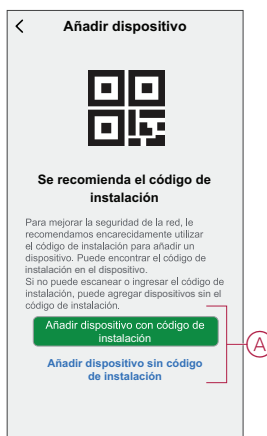 Añadir dispositivo
Se recomienda el código de
instalación
Para mejorar la seguridad de la red, le
recomendamos encarecidamente utilizar
el código de instalación para añadir un
dispositivo. Puede encontrar el código de
instalación en el dispositivo.
Si no puede escanear o ingresar el código de
instalación, puede agregar dispositivos sin el
código de instalación.
Añadir dispositivo con código de
instalación
A
Añadir dispositivo sin código
de instalación